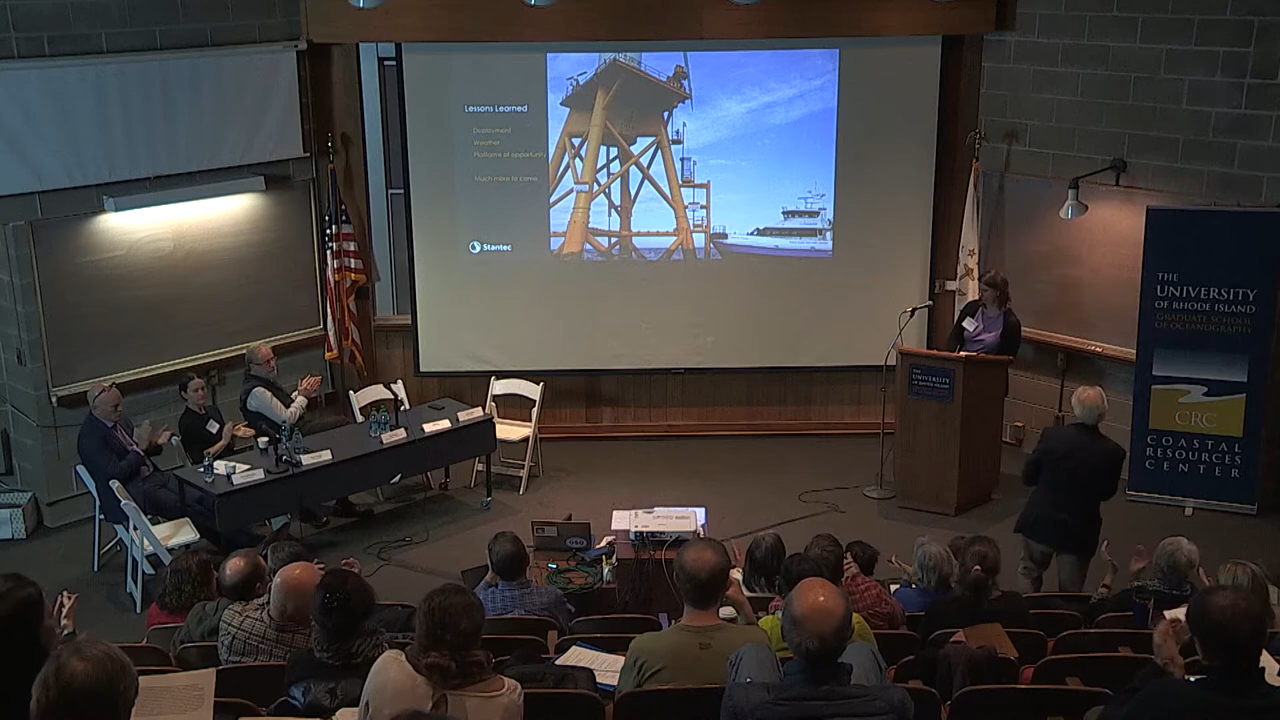 Lessons Learned
Deployment
Weather
Platforms of opportunity
Much more to come
Stantec
THE
UNIVERSITY
OF RHODE ISLAND
GRADUATE SCHOOL
OF OCEANOGRAPHY
CRC
COASTAL
RESOURCES
CENTER
THE
UNIVERSITY
OF RHODE ISLAND
GSO